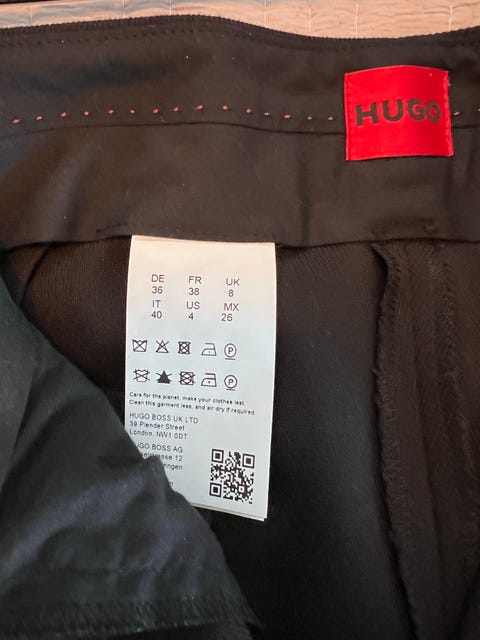 HUGO
DE FR UK
36 38 8
IT US MX
40 4 26
P
P
Care for the planet, make your clothes last.
Clean this garment less, and air dry if required.
HUGO BOSS UK LTD
39 Plender Street
London, NW1 0DT
HUGO BOSS AG
12